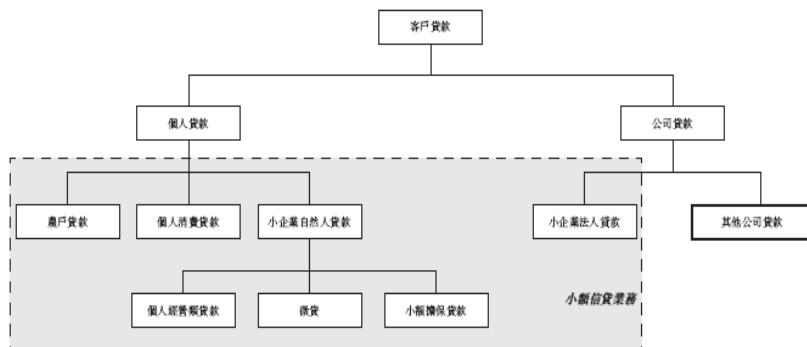 客戶貸款
個人貸款
公司貸款
農戶貸款
個人消費貸款
小企業自然人貸款
小企業法人貸款
其他公司貸款
個人經營類貸款
微貸
小額擔保貸款
小額信貸業務